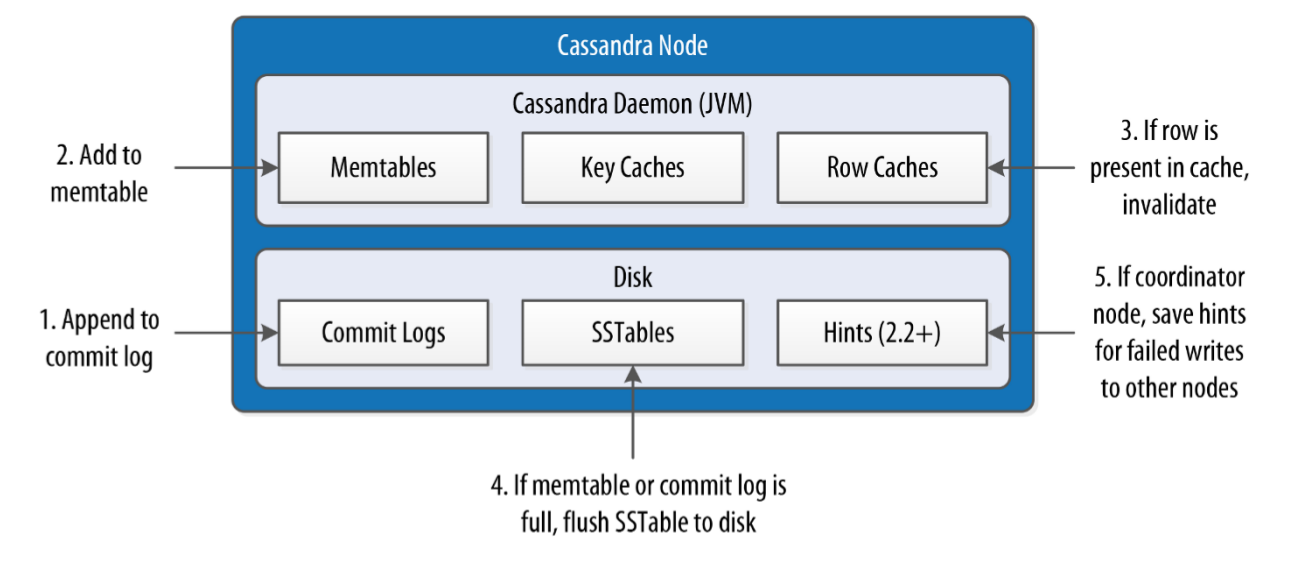 Cassandra Node
Cassandra Daemon (JVM)
2. Add to
memtable
Memtables
Key Caches
Row Caches
3. If row is
present in cache,
invalidate
Disk
1. Append to
commit log
Commit Logs
SSTables
Hints (2.2+)
5. If coordinator
node, save hints
for failed writes
to other nodes
4. If memtable or commit log is
full, flush SSTable to disk